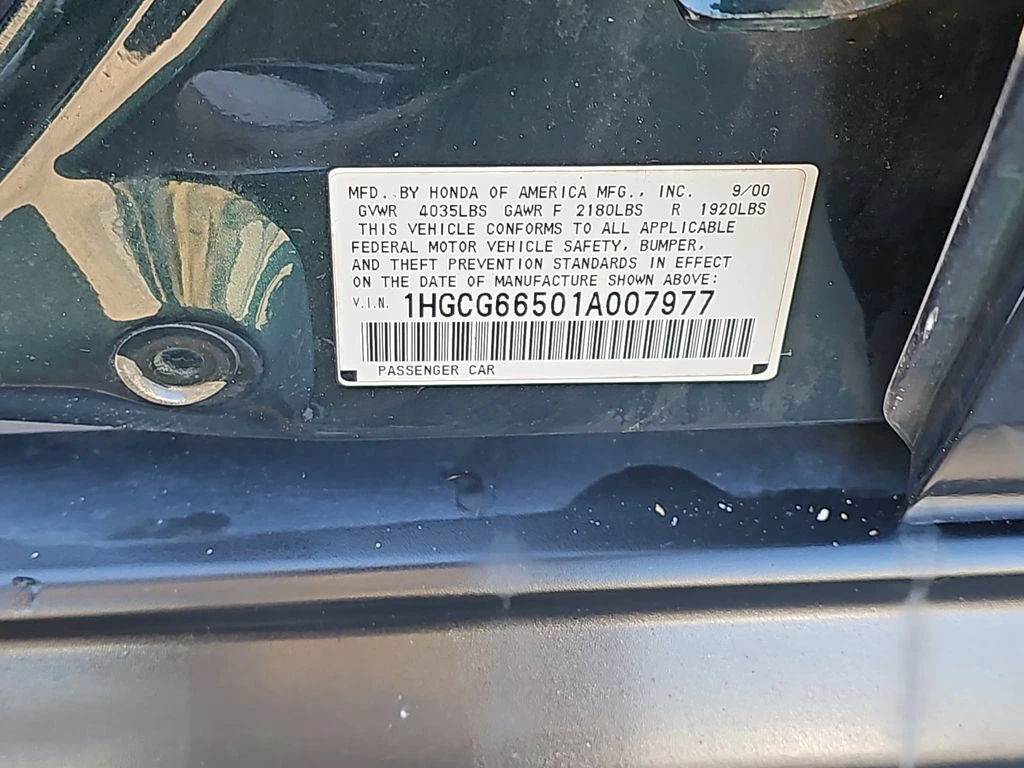 MFD. BY HONDA OF AMERICA MFG., INC. 9/00
GVWR 4035LBS GAWR F 2180LBS R 1920LBS
THIS VEHICLE CONFORMS TO ALL APPLICABLE
FEDERAL MOTOR VEHICLE SAFETY, BUMPER,
AND THEFT PREVENTION STANDARDS IN EFFECT
ON THE DATE OF MANUFACTURE SHOWN ABOVE:
V.I.N. 1HGCG66501A007977
PASSENGER CAR